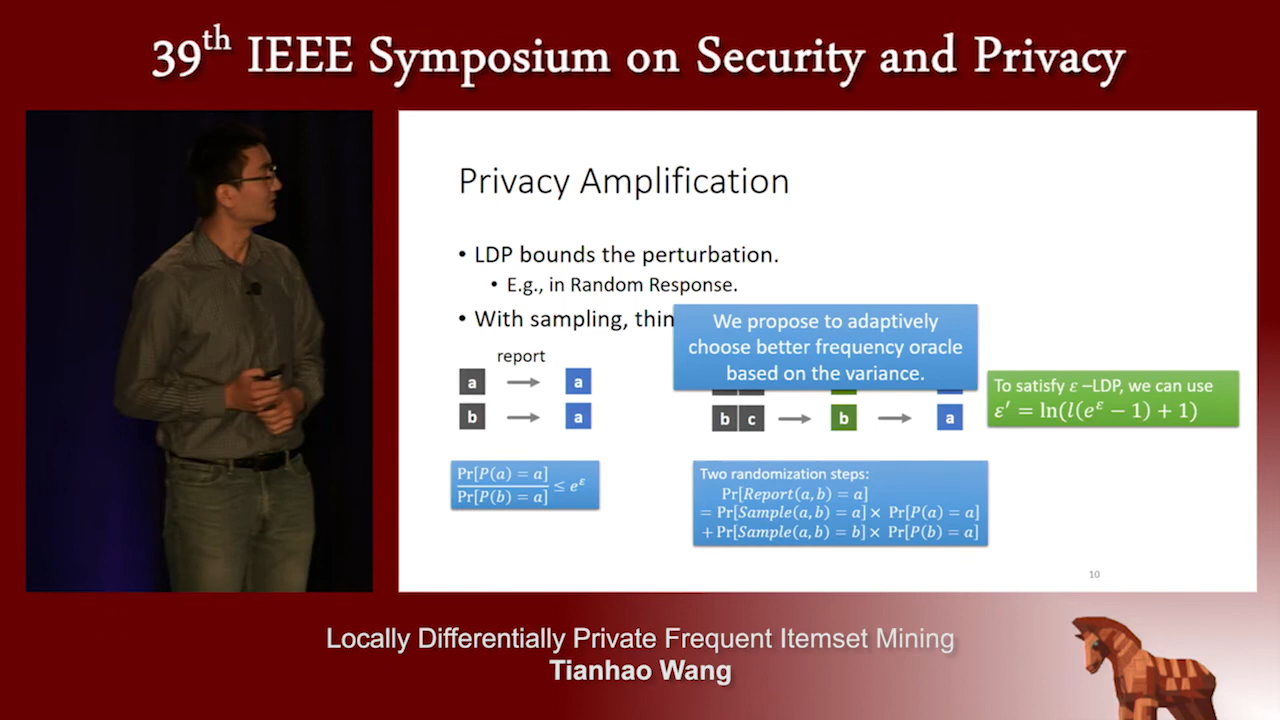 39th IEEE Symposium on Security and Privacy
Privacy Amplification
• LDP bounds the perturbation.
• E.g., in Random Response.
• With sampling, thin
We propose to adaptively
choose better frequency oracle
based on the variance.
report
a → a
b → a
b c → b → a
To satisfy ε –LDP, we can use
ε′ = ln(l(e^ε − 1) + 1)
Pr[P(a) = a] / Pr[P(b) = a] ≤ e^ε
Two randomization steps:
Pr[Report(a, b) = a]
= Pr[Sample(a, b) = a] × Pr[P(a) = a]
+ Pr[Sample(a, b) = b] × Pr[P(b) = a]
10
Locally Differentially Private Frequent Itemset Mining
Tianhao Wang